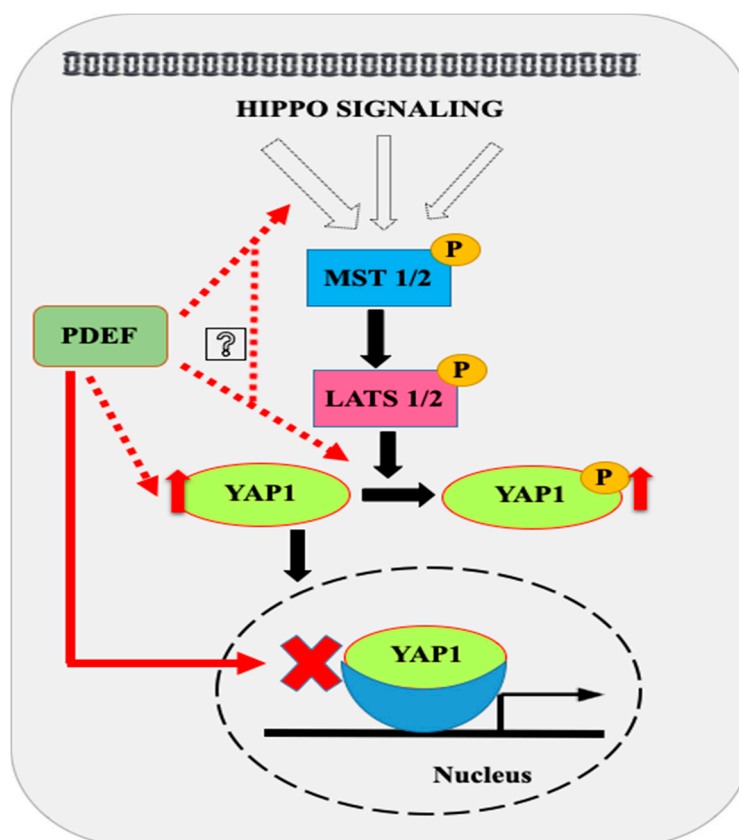 HIPPO SIGNALING
P
MST 1/2
PDEF
?
P
LATS 1/2
YAP1
YAP1
P
YAP1
Nucleus